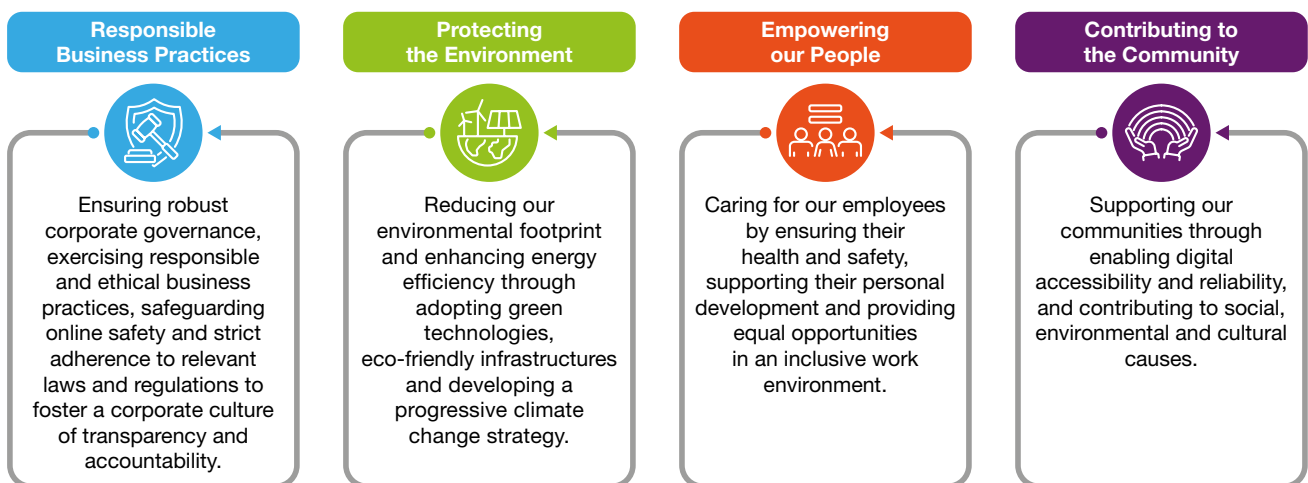 Responsible
Business Practices
Ensuring robust
corporate governance,
exercising responsible
and ethical business
practices, safeguarding
online safety and strict
adherence to relevant
laws and regulations to
foster a corporate culture
of transparency and
accountability.
Protecting
the Environment
Reducing our
environmental footprint
and enhancing energy
efficiency through
adopting green
technologies,
eco-friendly infrastructures
and developing a
progressive climate
change strategy.
Empowering
our People
Caring for our employees
by ensuring their
health and safety,
supporting their personal
development and providing
equal opportunities
in an inclusive work
environment.
Contributing to
the Community
Supporting our
communities through
enabling digital
accessibility and reliability,
and contributing to social,
environmental and cultural
causes.